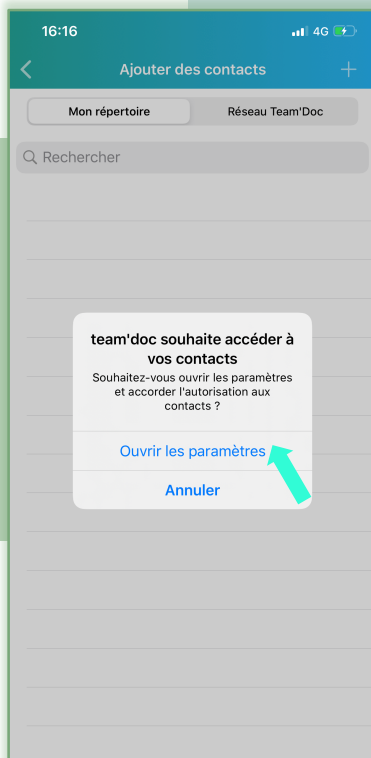 16:16 4G
Ajouter des contacts
Mon répertoire Réseau Team'Doc
Rechercher
team'doc souhaite accéder à
vos contacts
Souhaitez-vous ouvrir les paramètres
et accorder l'autorisation aux
contacts ?
Ouvrir les paramètres
Annuler